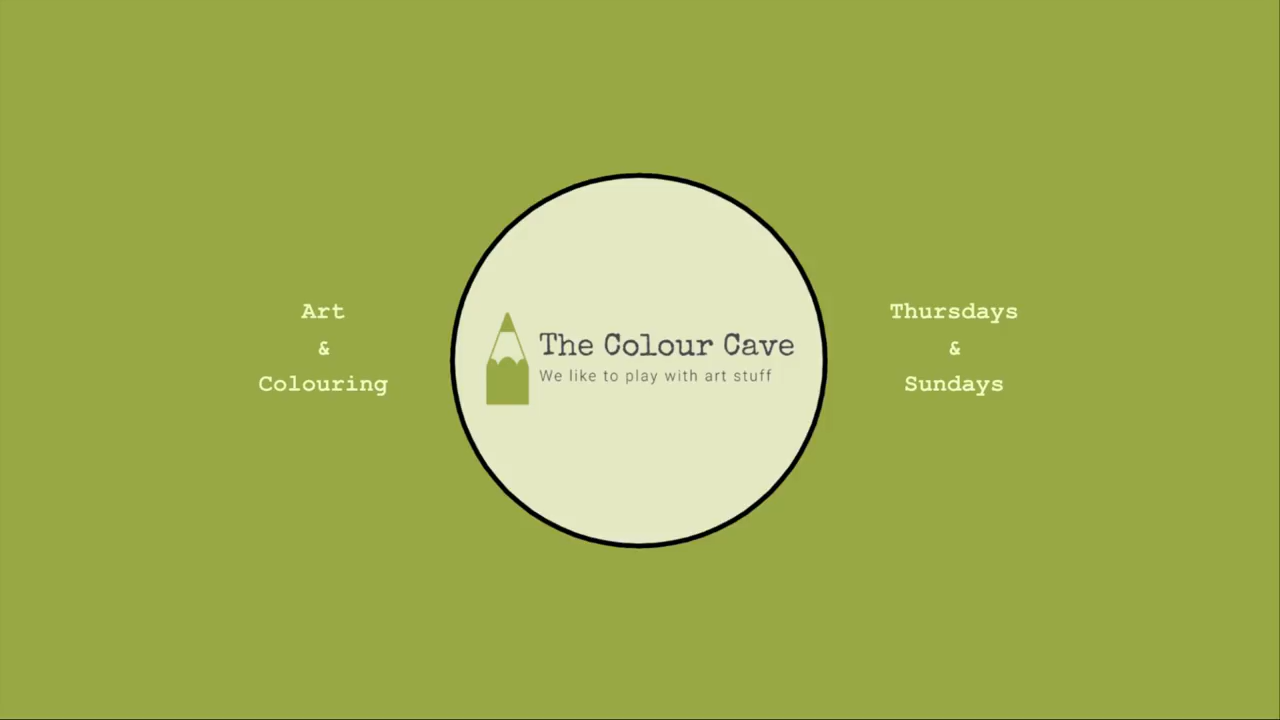 Art
&
Colouring
The Colour Cave
We like to play with art stuff
Thursdays
&
Sundays